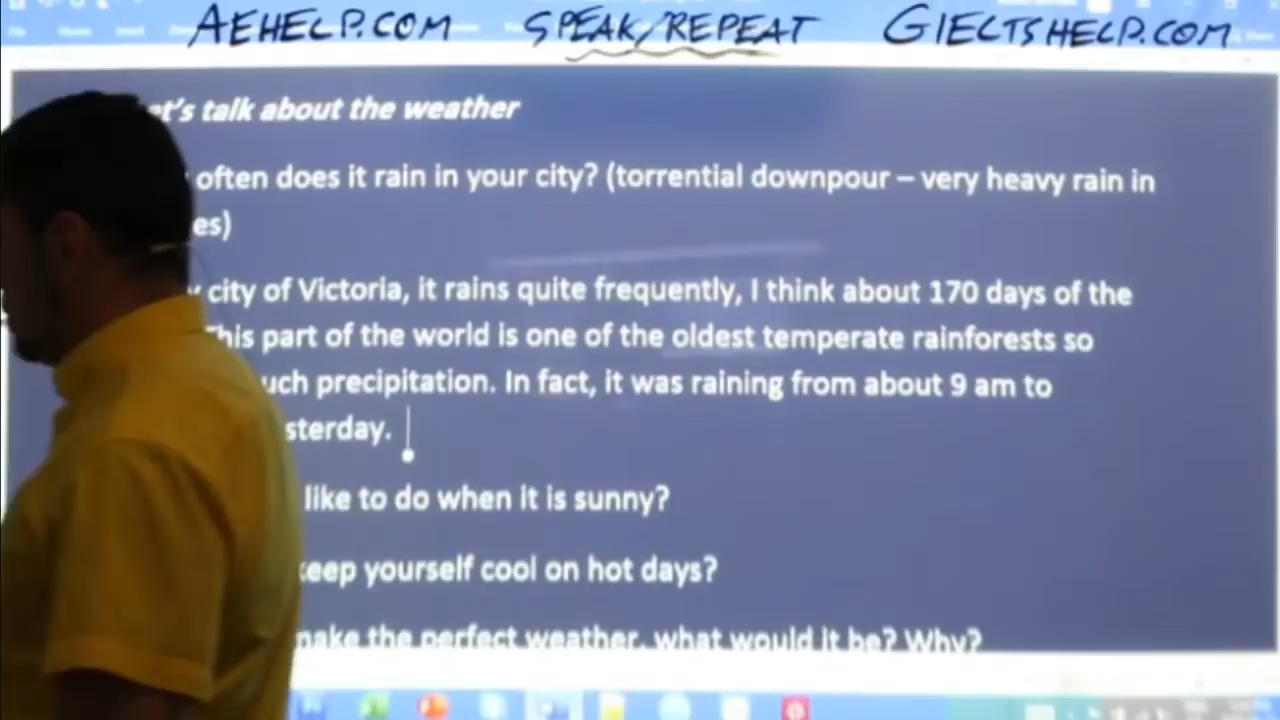 AEHELP.COM SPEAK/REPEAT GIELTSHELP.COM
et's talk about the weather
often does it rain in your city? (torrential downpour – very heavy rain in
es)
city of Victoria, it rains quite frequently, I think about 170 days of the
his part of the world is one of the oldest temperate rainforests so
uch precipitation. In fact, it was raining from about 9 am to
sterday.
like to do when it is sunny?
keep yourself cool on hot days?
make the perfect weather, what would it be? Why?